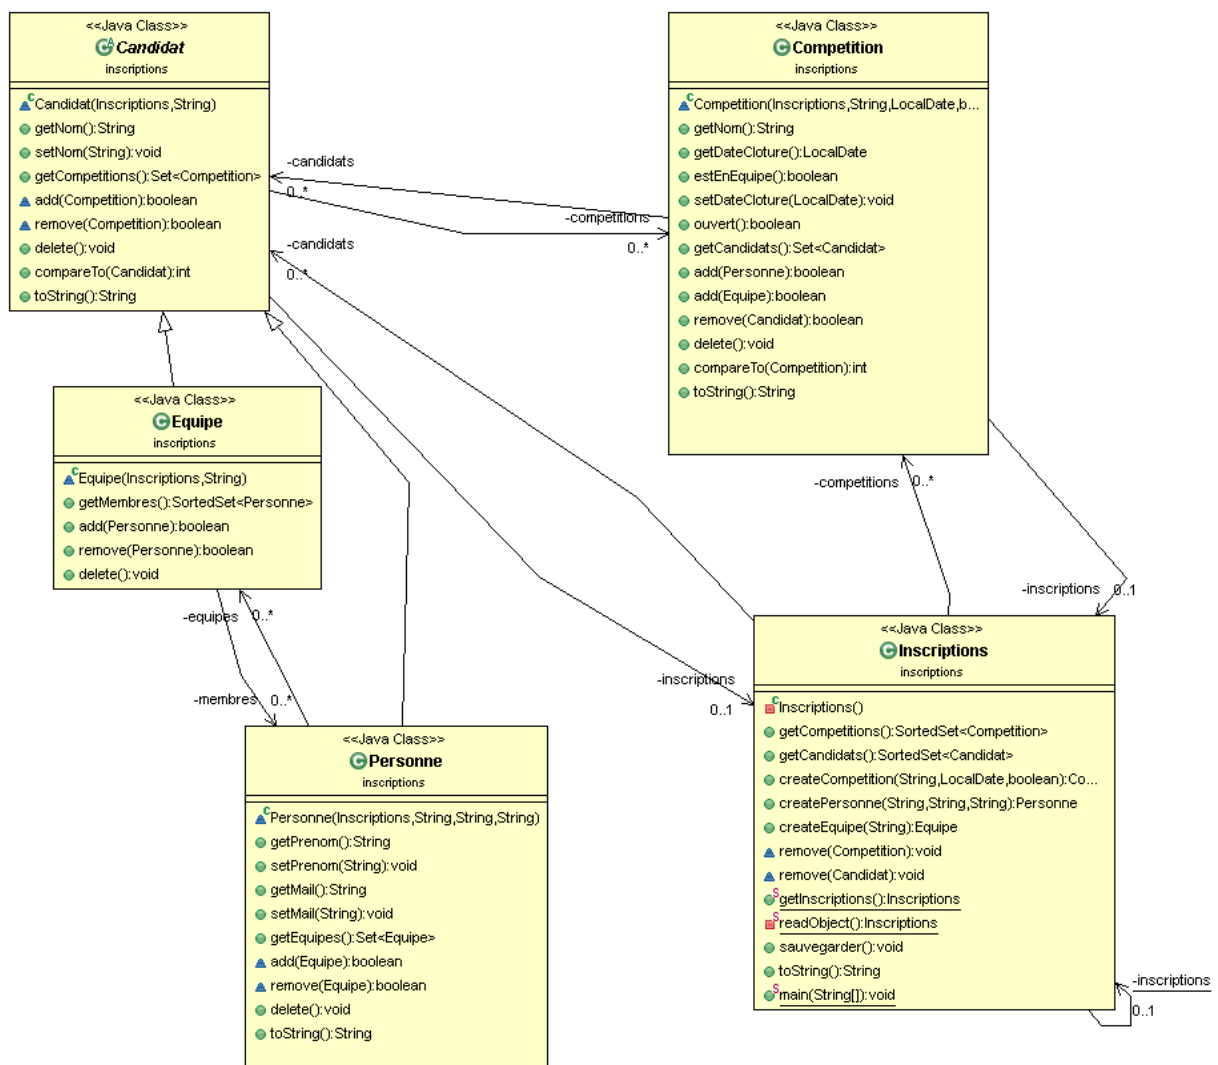 <<Java Class>>
Candidat
inscriptions
Candidat(Inscriptions,String)
getNom():String
setNom(String):void
getCompetitions():Set<Competition>
add(Competition):boolean
remove(Competition):boolean
delete():void
compareTo(Candidat):int
toString():String
<<Java Class>>
Competition
inscriptions
Competition(Inscriptions,String,LocalDate,b...
getNom():String
getDateCloture():LocalDate
estEnEquipe():boolean
setDateCloture(LocalDate):void
ouvert():boolean
getCandidats():Set<Candidat>
add(Personne):boolean
add(Equipe):boolean
remove(Candidat):boolean
delete():void
compareTo(Competition):int
toString():String
-candidats
0..*
-competitions
0..*
-candidats
0..*
<<Java Class>>
Equipe
inscriptions
Equipe(Inscriptions,String)
getMembres():SortedSet<Personne>
add(Personne):boolean
remove(Personne):boolean
delete():void
-competitions
0..*
-inscriptions
0..1
-equipes
0..*
-membres
0..*
-inscriptions
0..1
<<Java Class>>
Personne
inscriptions
Personne(Inscriptions,String,String,String)
getPrenom():String
setPrenom(String):void
getMail():String
setMail(String):void
getEquipes():Set<Equipe>
add(Equipe):boolean
remove(Equipe):boolean
delete():void
toString():String
<<Java Class>>
Inscriptions
inscriptions
Inscriptions()
getCompetitions():SortedSet<Competition>
getCandidats():SortedSet<Candidat>
createCompetition(String,LocalDate,boolean):Co...
createPersonne(String,String,String):Personne
createEquipe(String):Equipe
remove(Competition):void
remove(Candidat):void
getInscriptions():Inscriptions
readObject():Inscriptions
sauvegarder():void
toString():String
main(String[]):void
-inscriptions
0..1